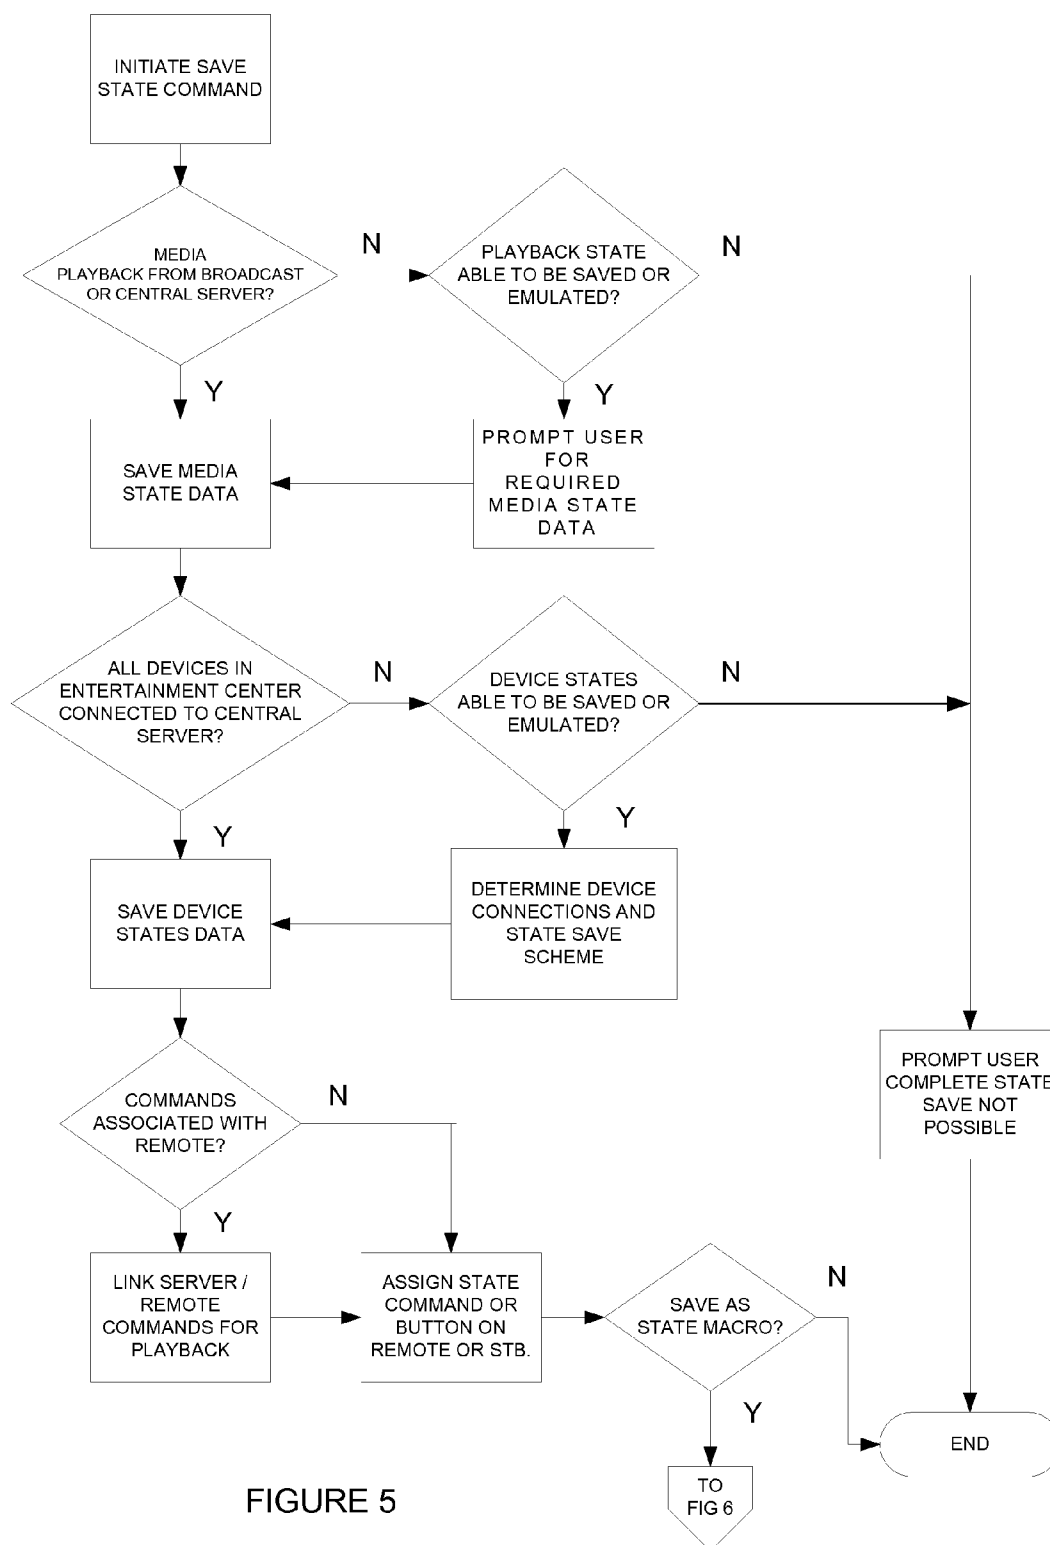 INITIATE SAVE
STATE COMMAND
MEDIA
PLAYBACK FROM BROADCAST
OR CENTRAL SERVER?
N
PLAYBACK STATE
ABLE TO BE SAVED OR
EMULATED?
N
Y
Y
SAVE MEDIA
STATE DATA
PROMPT USER
FOR
REQUIRED
MEDIA STATE
DATA
ALL DEVICES IN
ENTERTAINMENT CENTER
CONNECTED TO CENTRAL
SERVER?
N
DEVICE STATES
ABLE TO BE SAVED OR
EMULATED?
N
Y
Y
SAVE DEVICE
STATES DATA
DETERMINE DEVICE
CONNECTIONS AND
STATE SAVE
SCHEME
COMMANDS
ASSOCIATED WITH
REMOTE?
N
PROMPT USER
COMPLETE STATE
SAVE NOT
POSSIBLE
Y
LINK SERVER /
REMOTE
COMMANDS FOR
PLAYBACK
ASSIGN STATE
COMMAND OR
BUTTON ON
REMOTE OR STB.
SAVE AS
STATE MACRO?
N
Y
END
TO
FIG 6
FIGURE 5